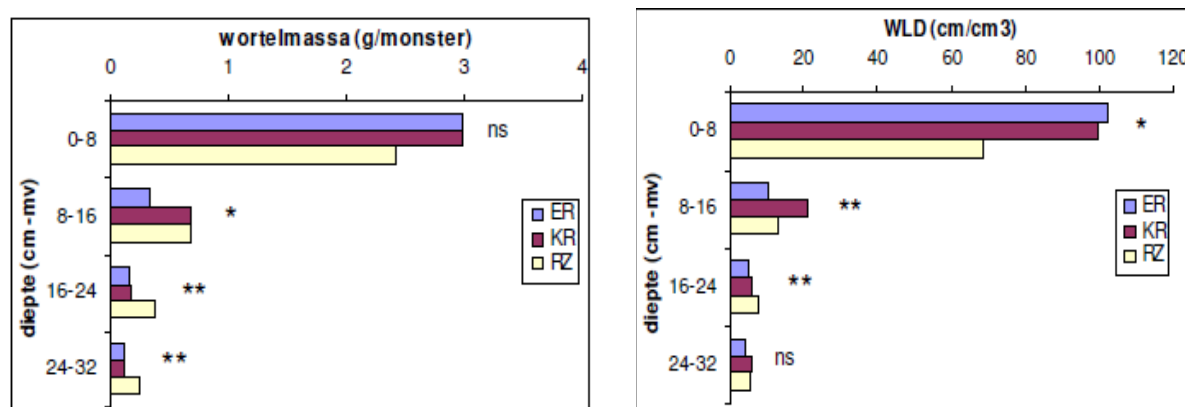 wortelmassa (g/monster)
0 1 2 3 4
diepte (cm -mv)
0-8
ns
8-16
*
16-24
**
24-32
**
ER
KR
RZ
WLD (cm/cm3)
0 20 40 60 80 100 120
diepte (cm -mv)
0-8
*
8-16
**
16-24
**
24-32
ns
ER
KR
RZ